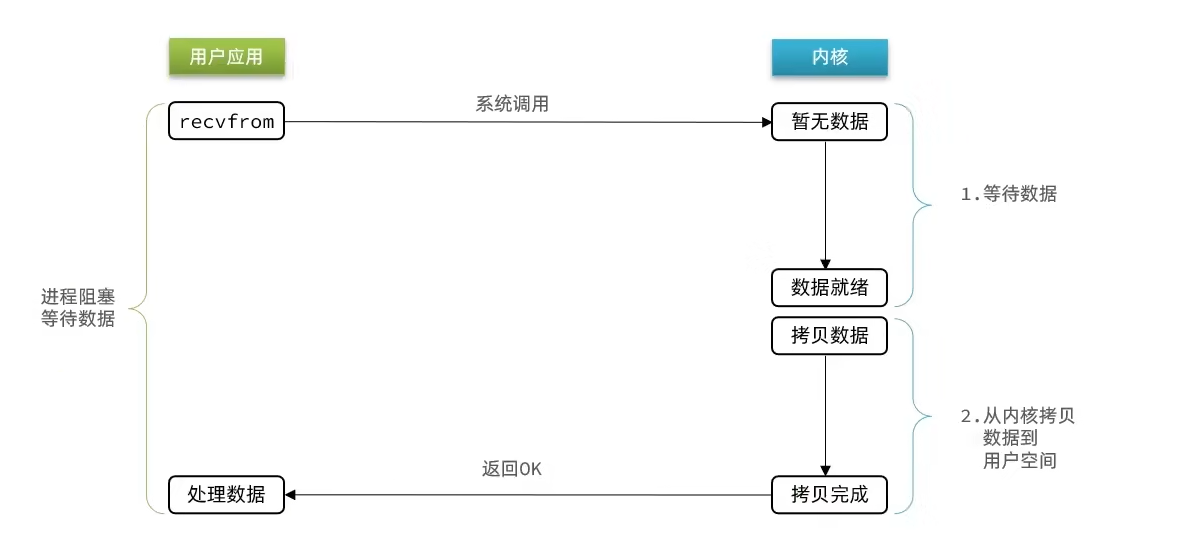 用户应用
内核
recvfrom
系统调用
暂无数据
1.等待数据
数据就绪
进程阻塞
等待数据
拷贝数据
2.从内核拷贝
数据到
用户空间
返回OK
处理数据
拷贝完成